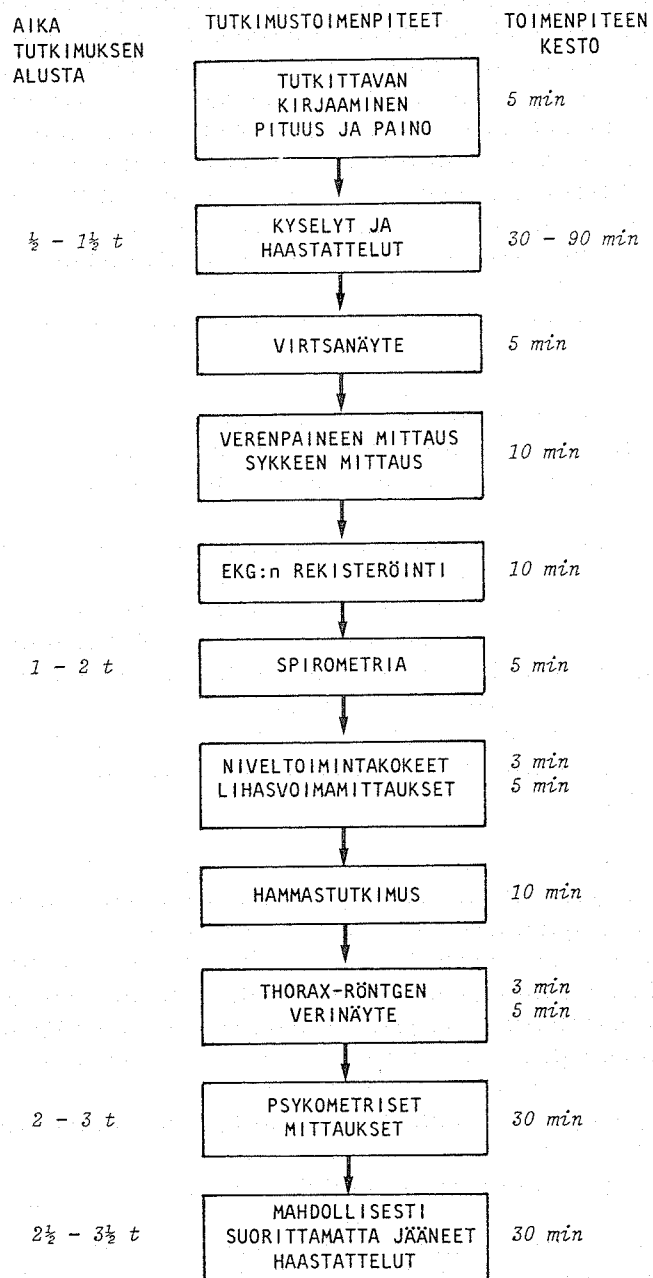 AIKA
TUTKIMUKSEN
ALUSTA
TUTKIMUSTOIMENPITEET
TOIMENPITEEN
KESTO
TUTKITTAVAN
KIRJAAMINEN
PITUUS JA PAINO
5 min
½ - 1½ t
KYSELYT JA
HAASTATTELUT
30 - 90 min
VIRTSANÄYTE
5 min
VERENPAINEEN MITTAUS
SYKKEEN MITTAUS
10 min
EKG:n REKISTERÖINTI
10 min
1 - 2 t
SPIROMETRIA
5 min
NIVELTOIMINTAKOKEET
LIHASVOIMAMITTAUKSET
3 min
5 min
HAMMASTUTKIMUS
10 min
THORAX-RÖNTGEN
VERINÄYTE
3 min
5 min
2 - 3 t
PSYKOMETRISET
MITTAUKSET
30 min
2½ - 3½ t
MAHDOLLISESTI
SUORITTAMATTA JÄÄNEET
HAASTATTELUT
30 min